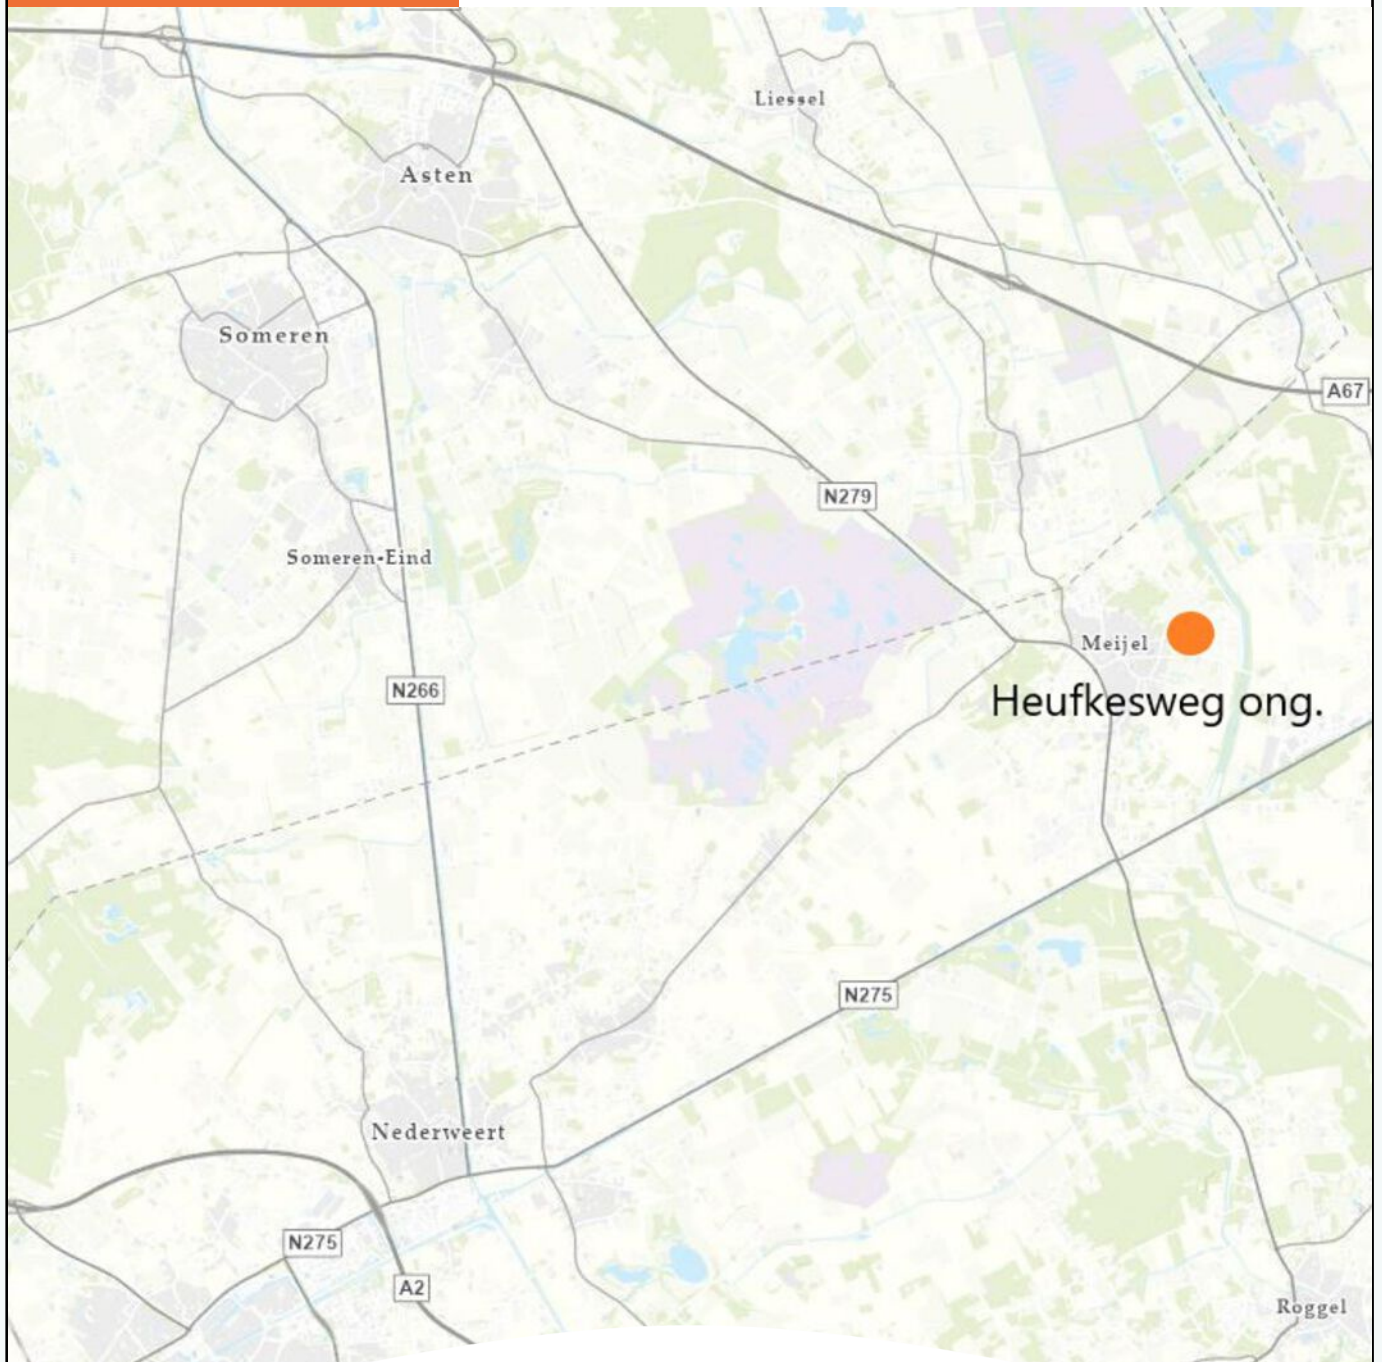 Liessel
Asten
Someren
A67
N279
Someren-Eind
Meijel
N266
Heufkesweg ong.
N275
Nederweert
N275
A2
Roggel